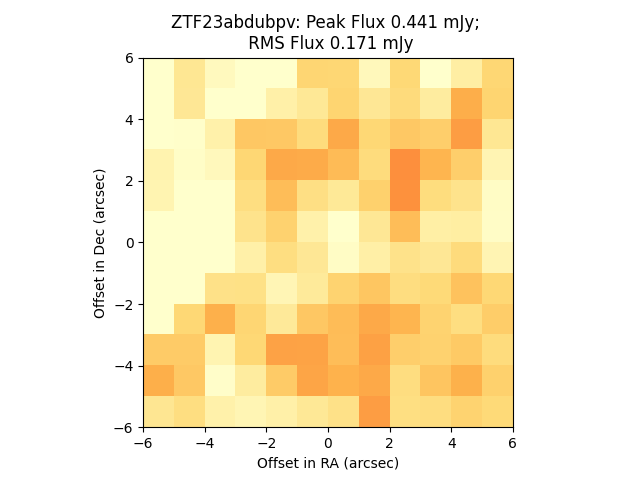 ZTF23abdubpv: Peak Flux 0.441 mJy;
RMS Flux 0.171 mJy
6
4
2
0
−2
−4
−6
Offset in Dec (arcsec)
−6 −4 −2 0 2 4 6
Offset in RA (arcsec)